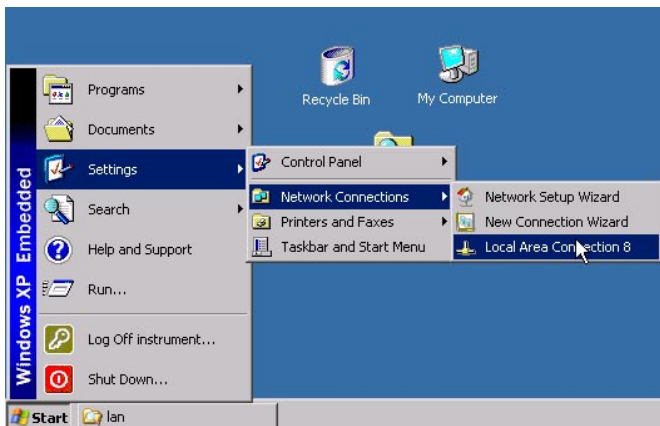 Recycle Bin
My Computer
Windows XP Embedded
Programs
Documents
Settings
Search
Help and Support
Run...
Log Off instrument...
Shut Down...
Control Panel
Network Connections
Printers and Faxes
Taskbar and Start Menu
Network Setup Wizard
New Connection Wizard
Local Area Connection 8
Start
lan